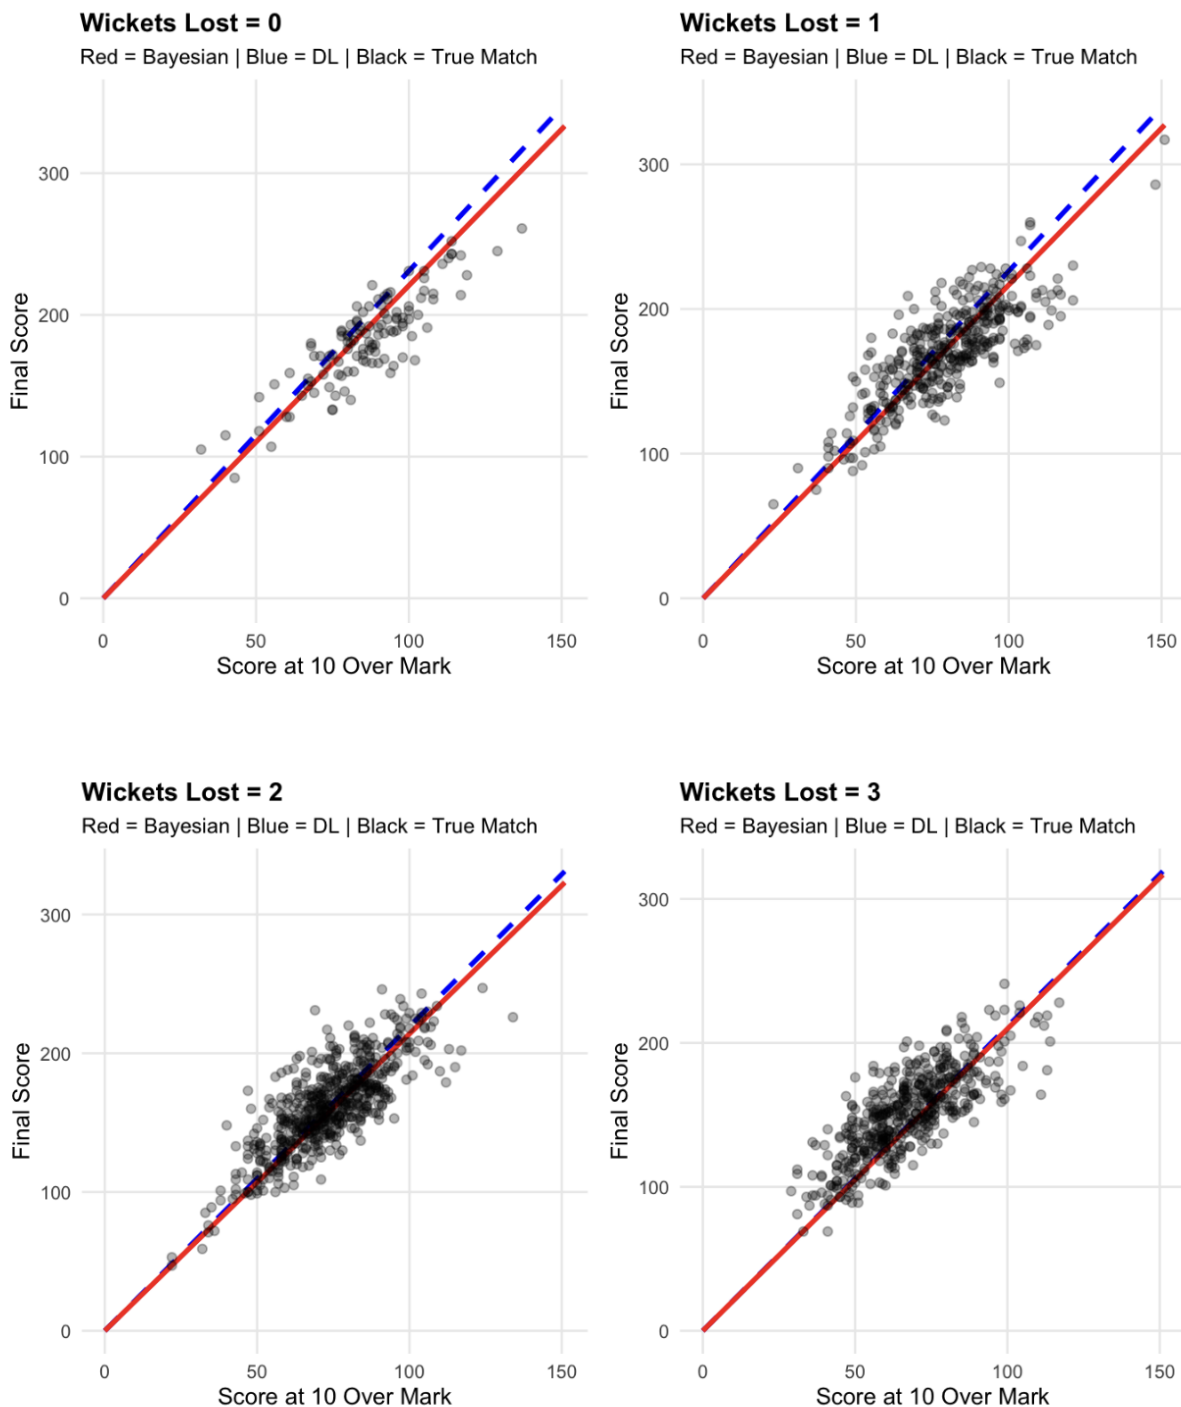 Wickets Lost = 0
Red = Bayesian | Blue = DL | Black = True Match
300
200
100
0
Final Score
0 50 100 150
Score at 10 Over Mark
Wickets Lost = 1
Red = Bayesian | Blue = DL | Black = True Match
300
200
100
0
Final Score
0 50 100 150
Score at 10 Over Mark
Wickets Lost = 2
Red = Bayesian | Blue = DL | Black = True Match
300
200
100
0
Final Score
0 50 100 150
Score at 10 Over Mark
Wickets Lost = 3
Red = Bayesian | Blue = DL | Black = True Match
300
200
100
0
Final Score
0 50 100 150
Score at 10 Over Mark